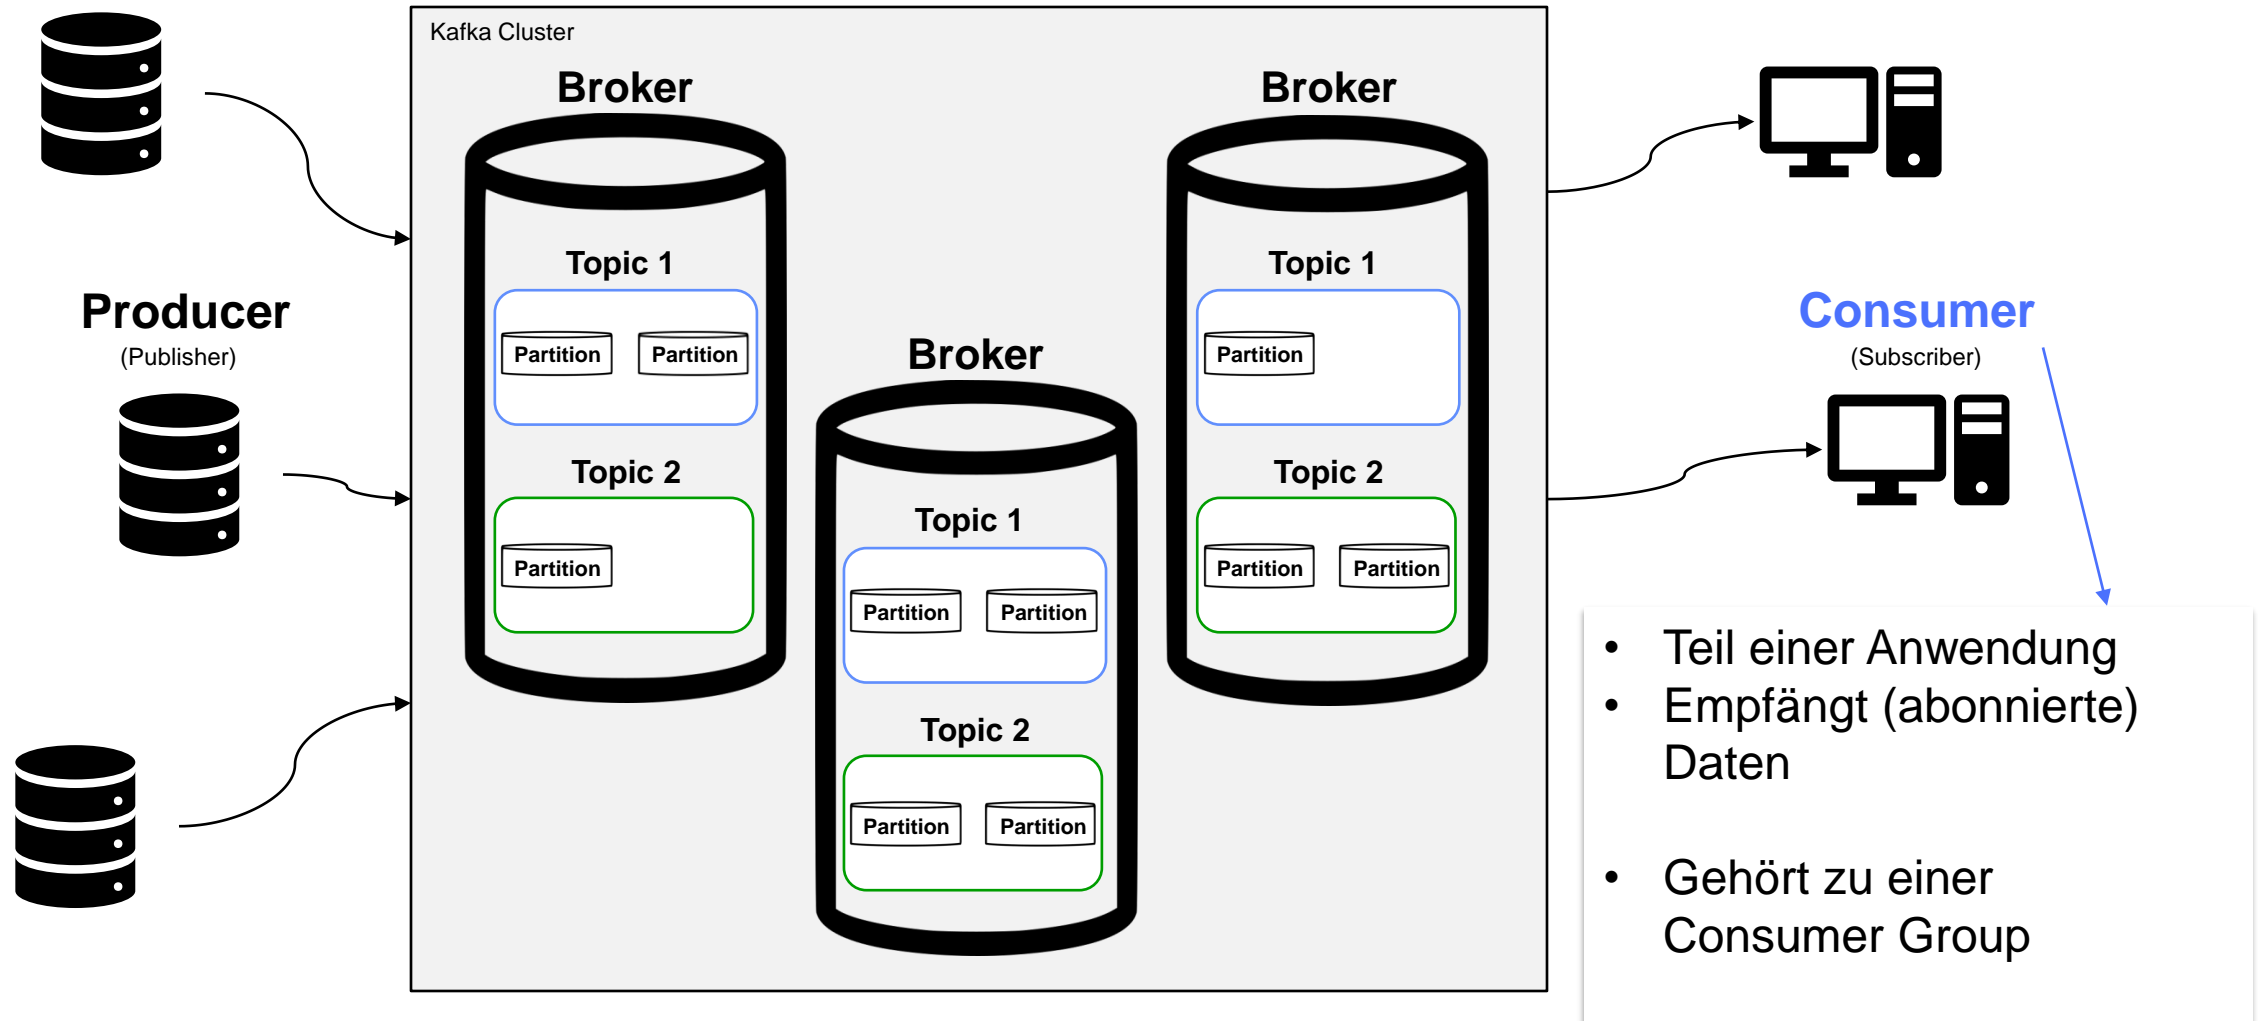 Kafka Cluster
Producer
(Publisher)
Broker
Topic 1
Partition Partition
Topic 2
Partition
Broker
Topic 1
Partition Partition
Topic 2
Partition Partition
Broker
Topic 1
Partition
Topic 2
Partition Partition
Consumer
(Subscriber)
• Teil einer Anwendung
• Empfängt (abonnierte)
Daten
• Gehört zu einer
Consumer Group